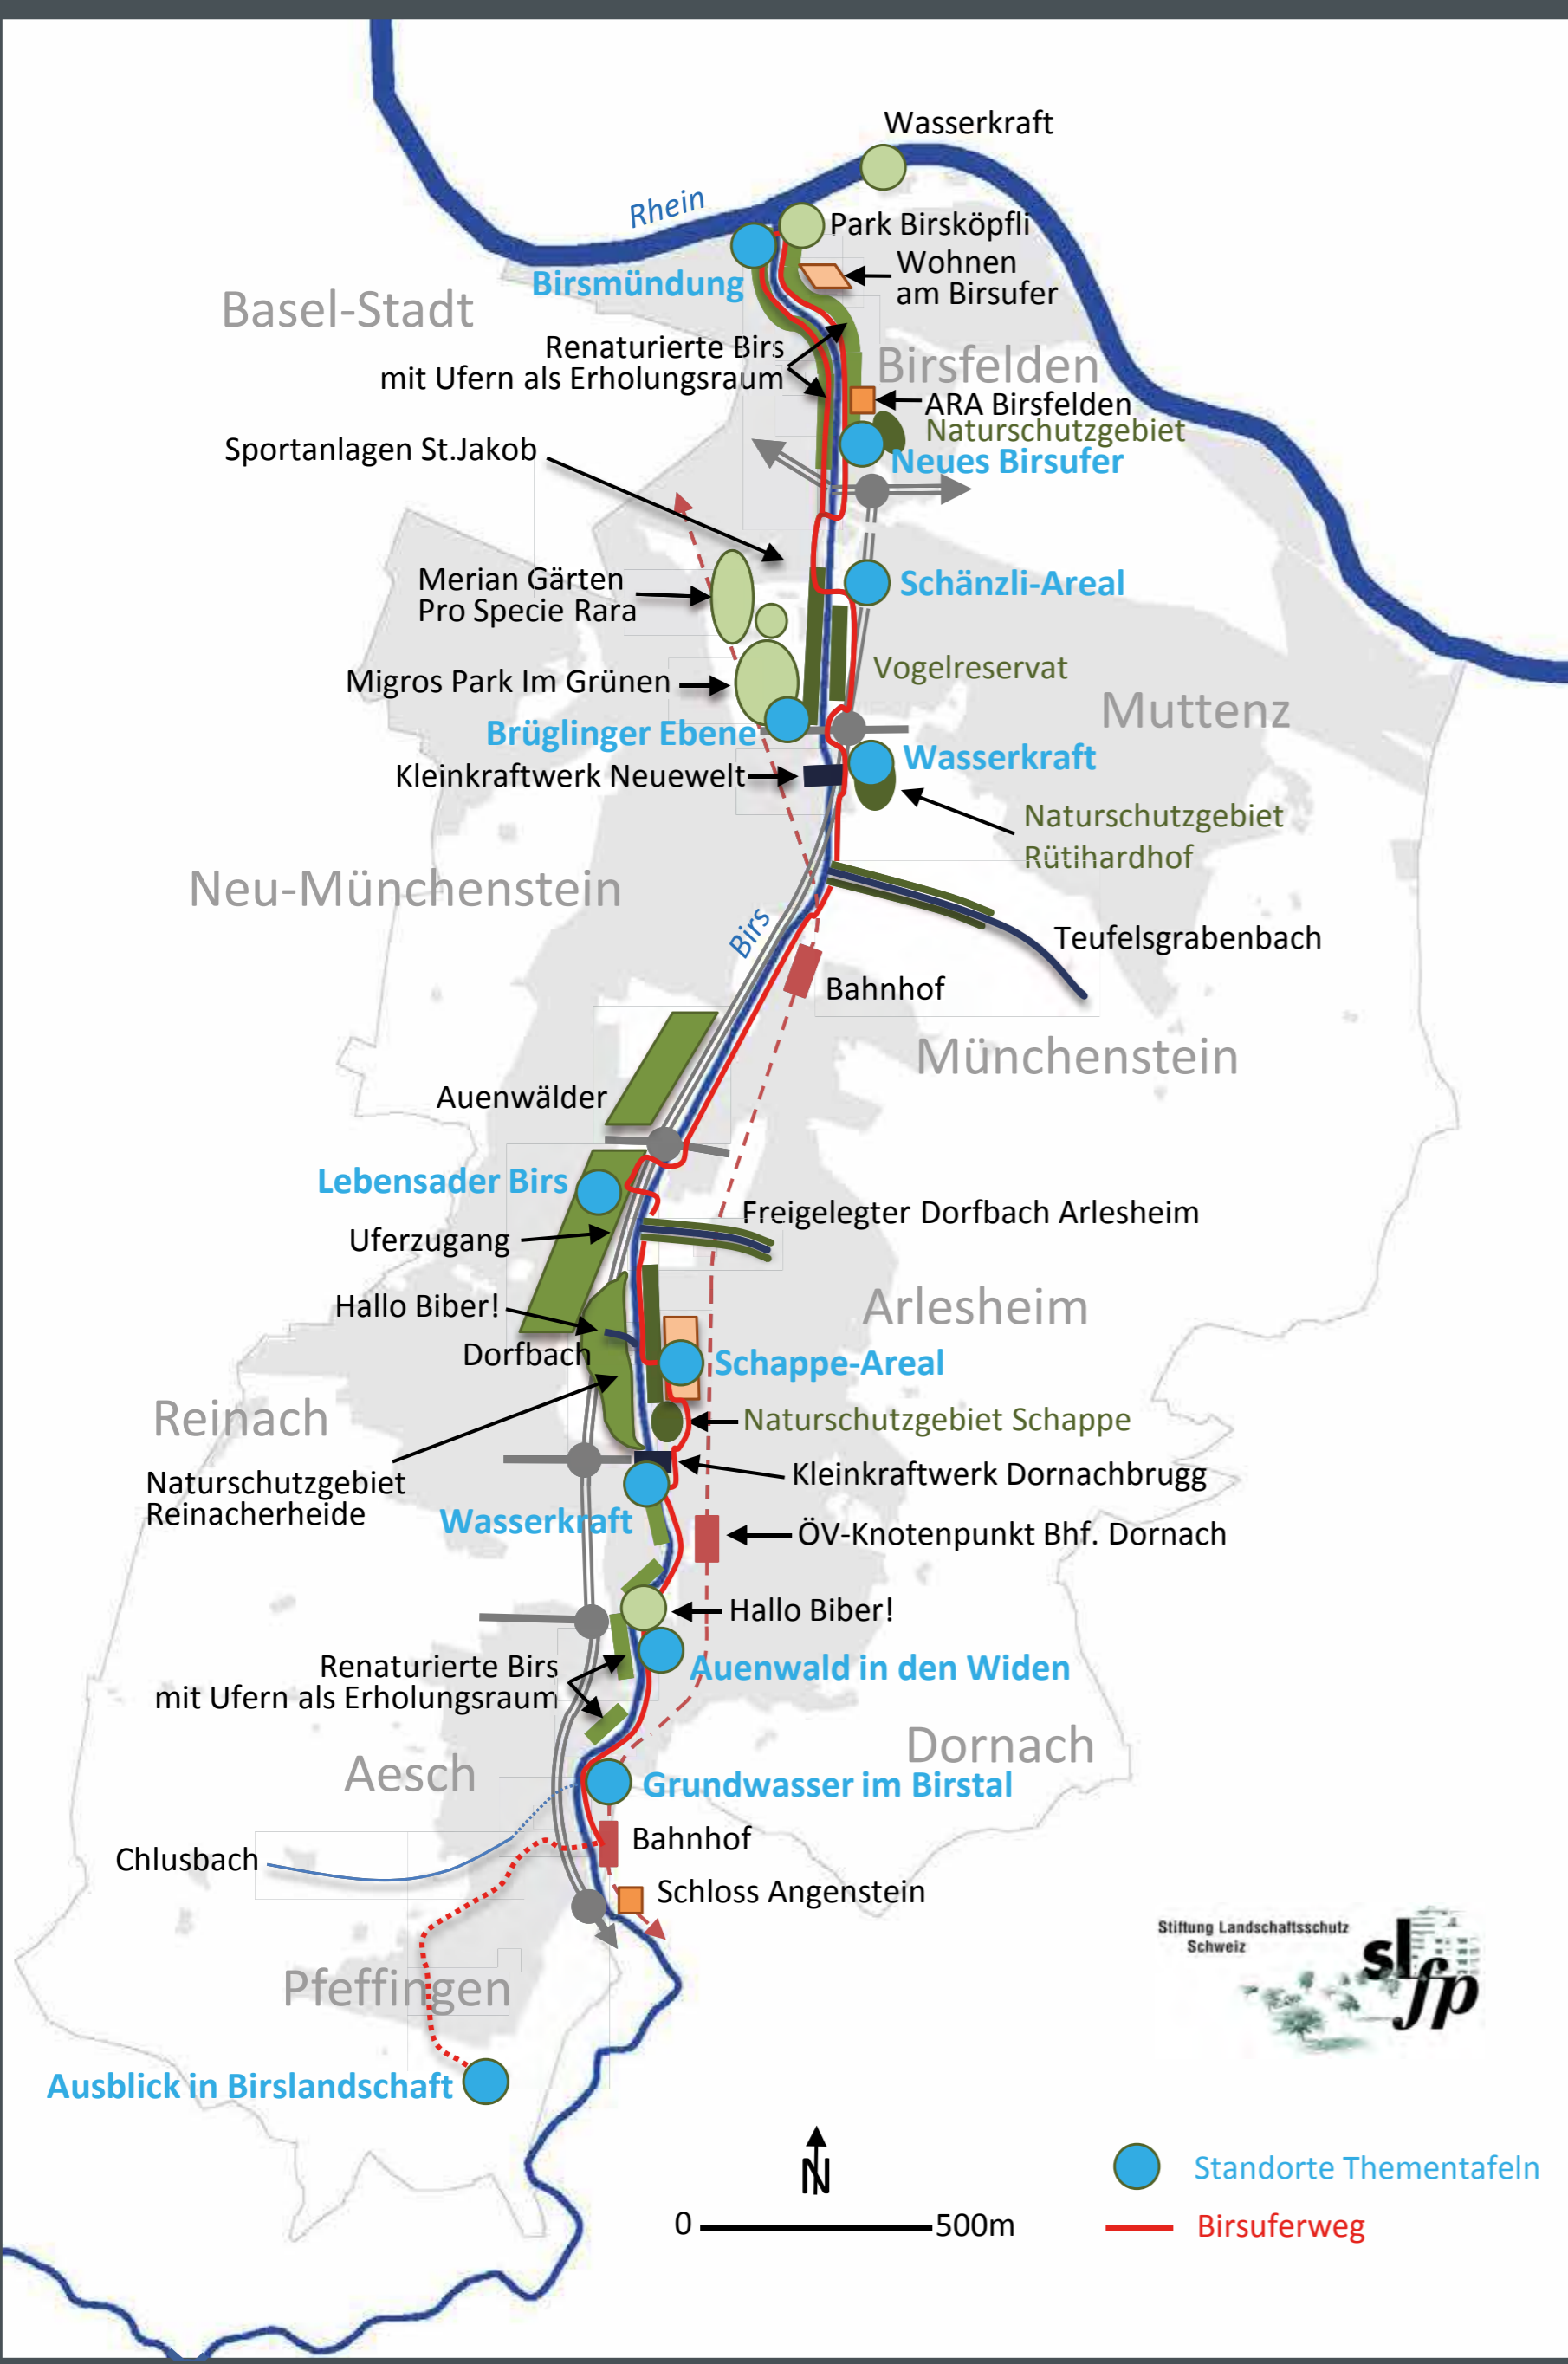 Wasserkraft
Rhein
Park Birsköpfli
Birsmündung
Wohnen
am Birsufer
Basel-Stadt
Renaturierte Birs
mit Ufern als Erholungsraum
Birsfelden
ARA Birsfelden
Naturschutzgebiet
Sportanlagen St.Jakob
Neues Birsufer
Merian Gärten
Pro Specie Rara
Schänzli-Areal
Migros Park Im Grünen
Vogelreservat
Muttenz
Brüglinger Ebene
Wasserkraft
Kleinkraftwerk Neuewelt
Naturschutzgebiet
Rütihardhof
Neu-Münchenstein
Birs
Teufelsgrabenbach
Bahnhof
Münchenstein
Auenwälder
Lebensader Birs
Freigelegter Dorfbach Arlesheim
Uferzugang
Hallo Biber!
Arlesheim
Dorfbach
Schappe-Areal
Reinach
Naturschutzgebiet Schappe
Naturschutzgebiet
Reinacherheide
Kleinkraftwerk Dornachbrugg
Wasserkraft
ÖV-Knotenpunkt Bhf. Dornach
Hallo Biber!
Renaturierte Birs
mit Ufern als Erholungsraum
Auenwald in den Widen
Dornach
Aesch
Grundwasser im Birstal
Bahnhof
Chlusbach
Schloss Angenstein
Stiftung Landschaftsschutz
Schweiz
sl
fp
Pfeffingen
Ausblick in Birslandschaft
N
0 500m
Standorte Thementafeln
Birsuferweg